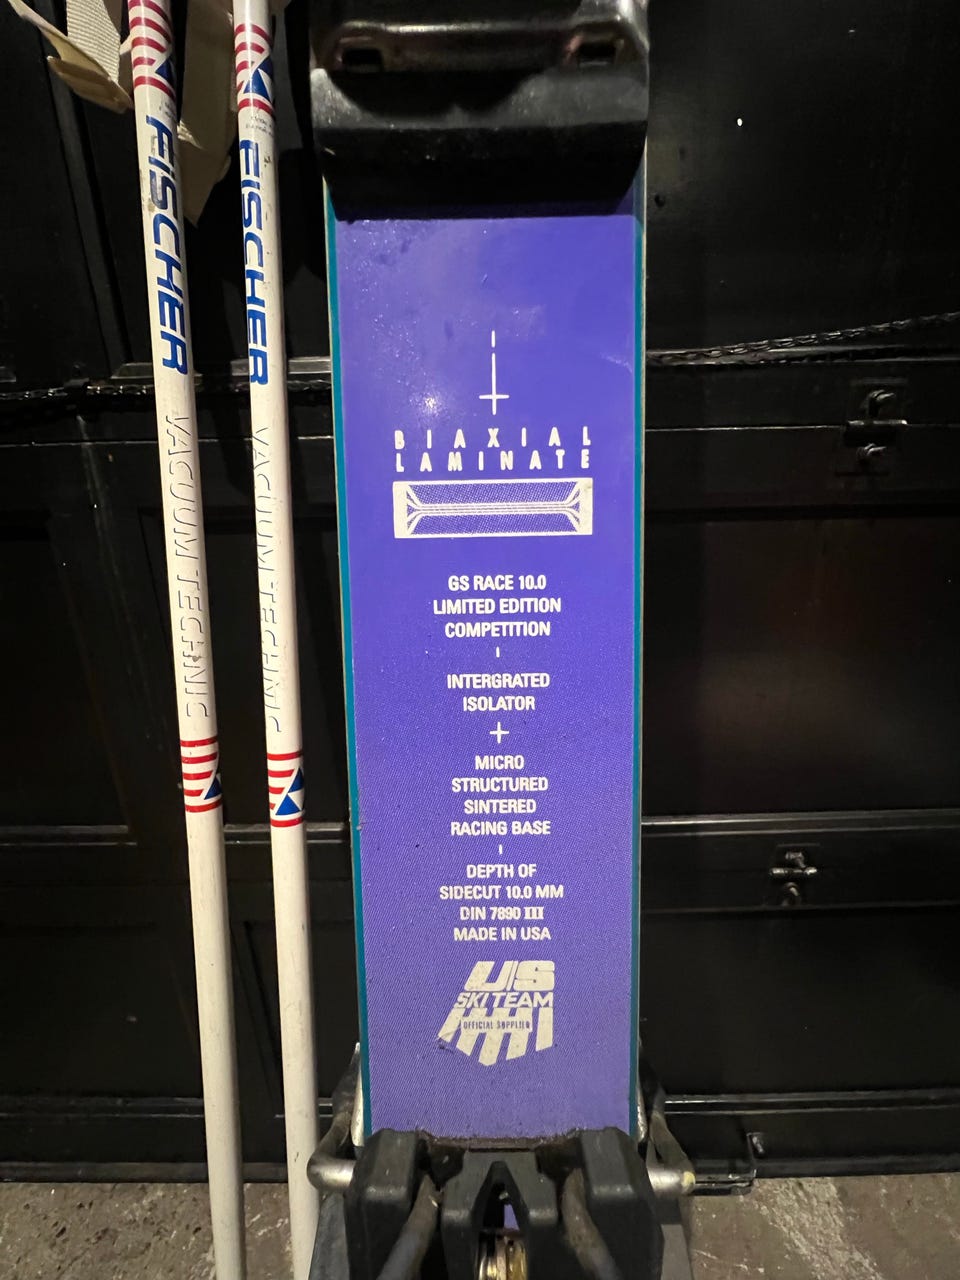 FISCHER
VACUUM TECHNIC
FISCHER
VACUUM TECHNIC
BIAXIAL
LAMINATE
GS RACE 10.0
LIMITED EDITION
COMPETITION
INTERGRATED
ISOLATOR
MICRO
STRUCTURED
SINTERED
RACING BASE
DEPTH OF
SIDECUT 10.0 MM
DIN 7890 III
MADE IN USA
US
SKI TEAM
OFFICIAL SUPPLIER